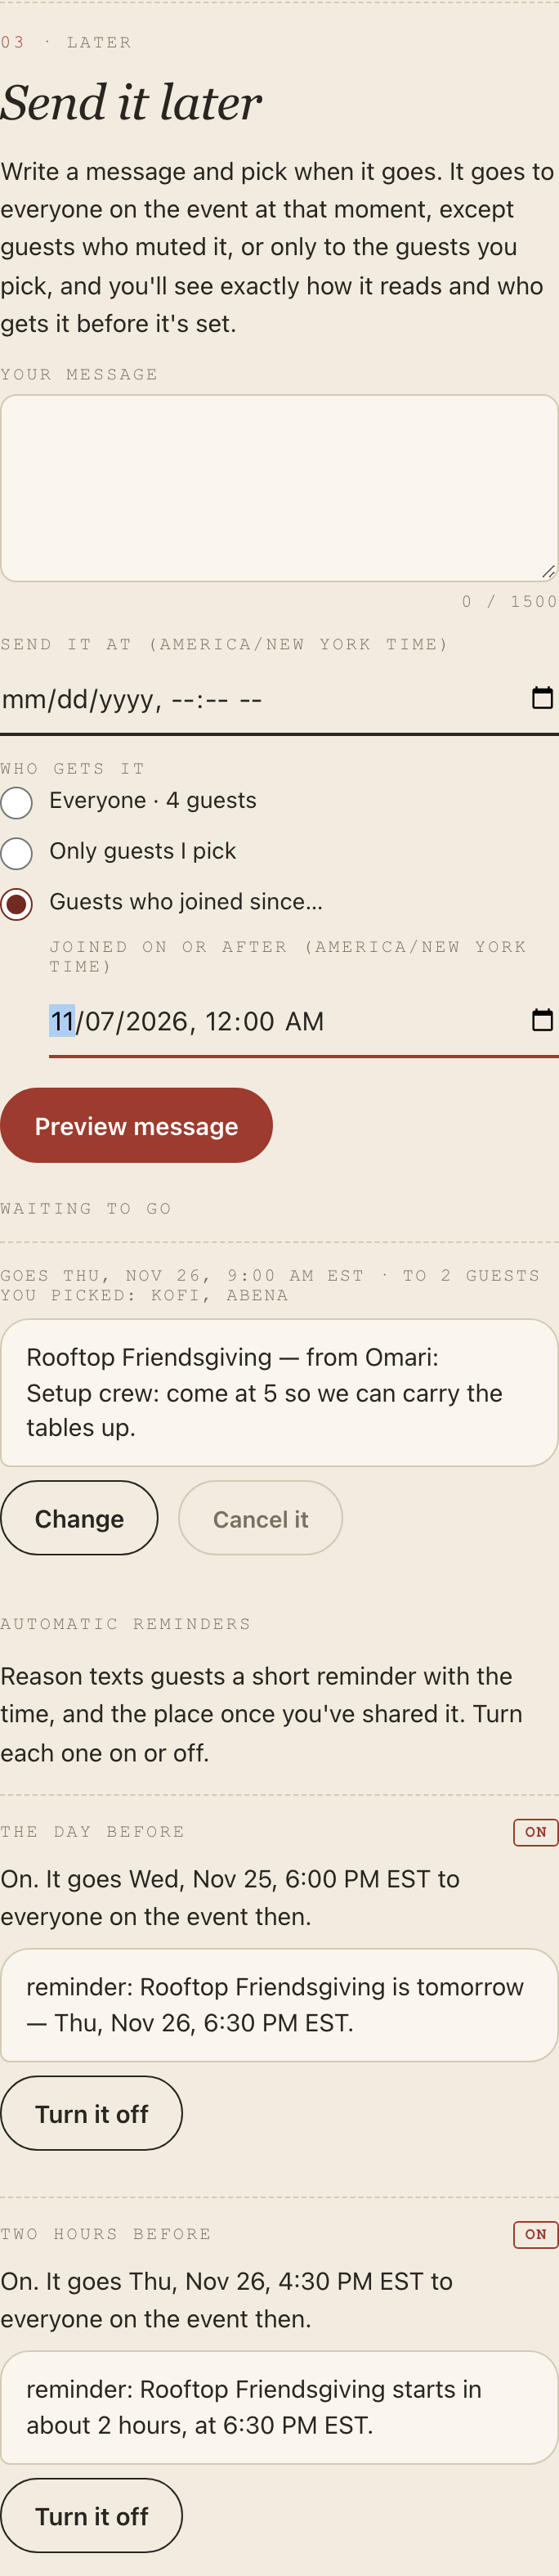 03 · LATER
Send it later
Write a message and pick when it goes. It goes to
everyone on the event at that moment, except
guests who muted it, or only to the guests you
pick, and you'll see exactly how it reads and who
gets it before it's set.
YOUR MESSAGE
0 / 1500
SEND IT AT (AMERICA/NEW YORK TIME)
mm/dd/yyyy, --:-- --
WHO GETS IT
Everyone · 4 guests
Only guests I pick
Guests who joined since...
JOINED ON OR AFTER (AMERICA/NEW YORK
TIME)
11/07/2026, 12:00 AM
Preview message
WAITING TO GO
GOES THU, NOV 26, 9:00 AM EST · TO 2 GUESTS
YOU PICKED: KOFI, ABENA
Rooftop Friendsgiving — from Omari:
Setup crew: come at 5 so we can carry the
tables up.
Change
Cancel it
AUTOMATIC REMINDERS
Reason texts guests a short reminder with the
time, and the place once you've shared it. Turn
each one on or off.
THE DAY BEFORE
ON
On. It goes Wed, Nov 25, 6:00 PM EST to
everyone on the event then.
reminder: Rooftop Friendsgiving is tomorrow
— Thu, Nov 26, 6:30 PM EST.
Turn it off
TWO HOURS BEFORE
ON
On. It goes Thu, Nov 26, 4:30 PM EST to
everyone on the event then.
reminder: Rooftop Friendsgiving starts in
about 2 hours, at 6:30 PM EST.
Turn it off